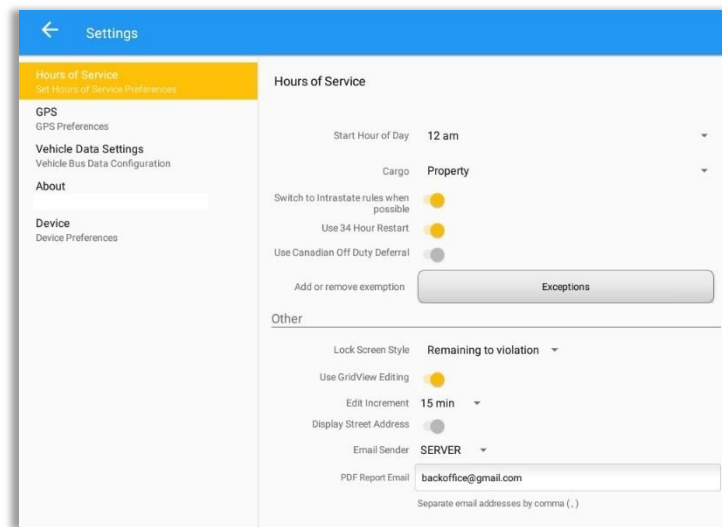 Settings
Hours of Service
Set Hours of Service Preferences
GPS
GPS Preferences
Vehicle Data Settings
Vehicle Bus Data Configuration
About
Device
Device Preferences
Hours of Service
Start Hour of Day 12 am
Cargo Property
Switch to Intrastate rules when
possible
Use 34 Hour Restart
Use Canadian Off Duty Deferral
Add or remove exemption Exceptions
Other
Lock Screen Style Remaining to violation
Use GridView Editing
Edit Increment 15 min
Display Street Address
Email Sender SERVER
PDF Report Email backoffice@gmail.com
Separate email addresses by comma ( , )